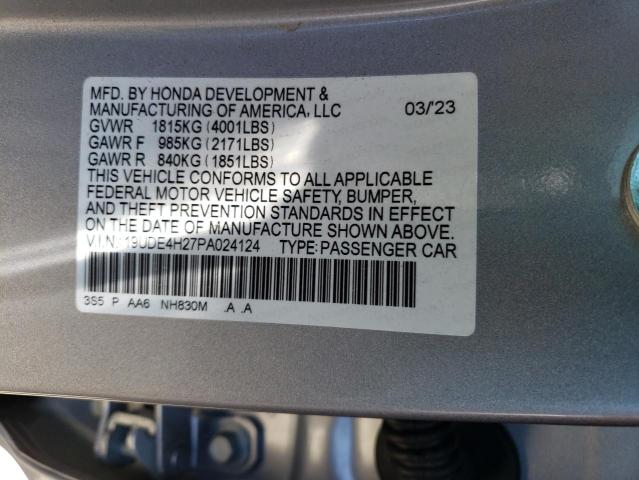 MFD. BY HONDA DEVELOPMENT &
MANUFACTURING OF AMERICA, LLC 03/'23
GVWR 1815KG (4001LBS)
GAWR F 985KG (2171LBS)
GAWR R 840KG (1851LBS)
THIS VEHICLE CONFORMS TO ALL APPLICABLE
FEDERAL MOTOR VEHICLE SAFETY, BUMPER,
AND THEFT PREVENTION STANDARDS IN EFFECT
ON THE DATE OF MANUFACTURE SHOWN ABOVE.
V.I.N.: 19UDE4H27PA024124 TYPE: PASSENGER CAR
3S5 P AA6 NH830M .A .A